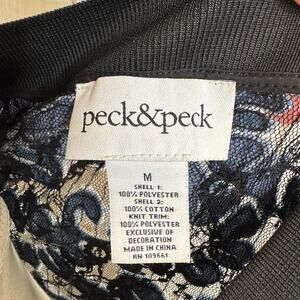 peck&peck
M
SHELL 1:
100% POLYESTER
SHELL 2:
100% COTTON
KNIT TRIM:
100% POLYESTER
EXCLUSIVE OF
DECORATION
MADE IN CHINA
RN 109661